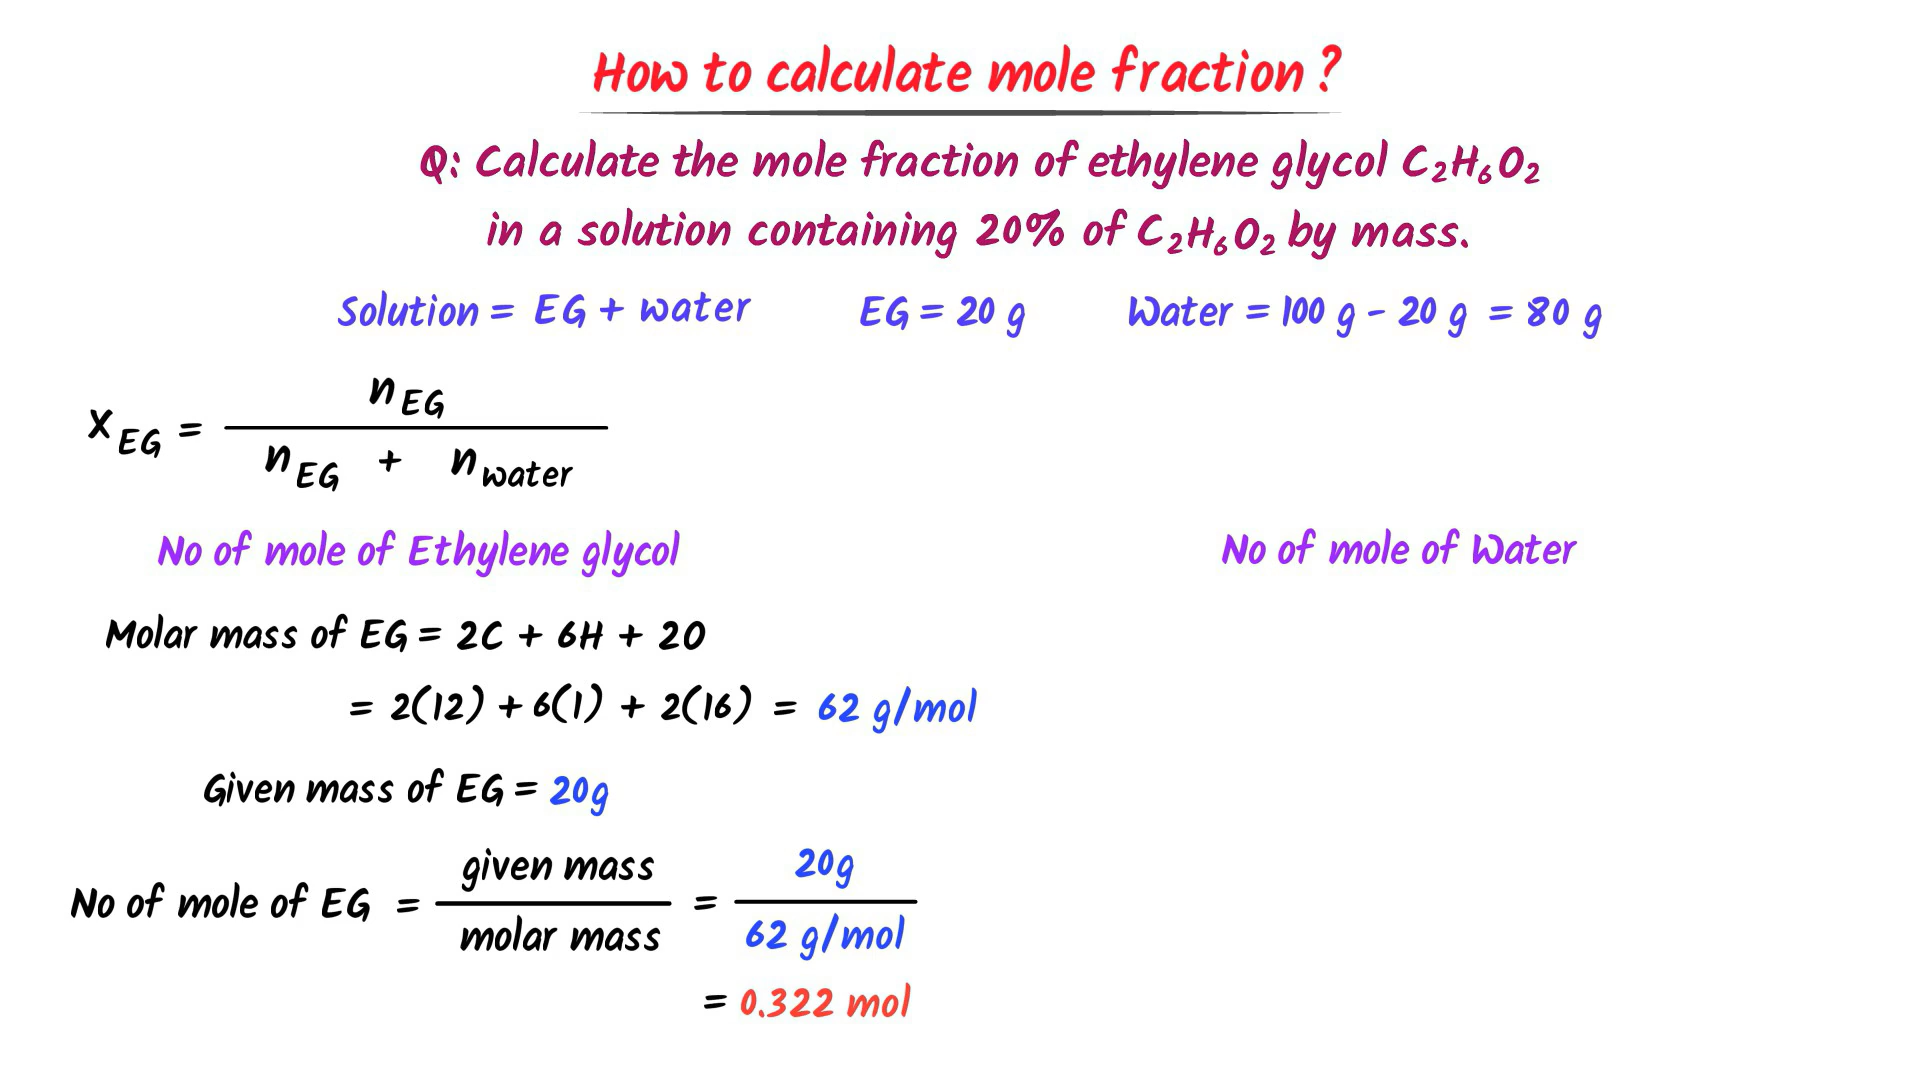 How to calculate mole fraction ?
Q: Calculate the mole fraction of ethylene glycol C₂H₆O₂
in a solution containing 20% of C₂H₆O₂ by mass.
Solution = EG + water EG = 20 g Water = 100 g - 20 g = 80 g
n EG
x EG =
n EG + n water
No of mole of Ethylene glycol No of mole of Water
Molar mass of EG = 2C + 6H + 2O
= 2(12) + 6(1) + 2(16) = 62 g/mol
Given mass of EG = 20g
given mass 20g
No of mole of EG = =
molar mass 62 g/mol
= 0.322 mol